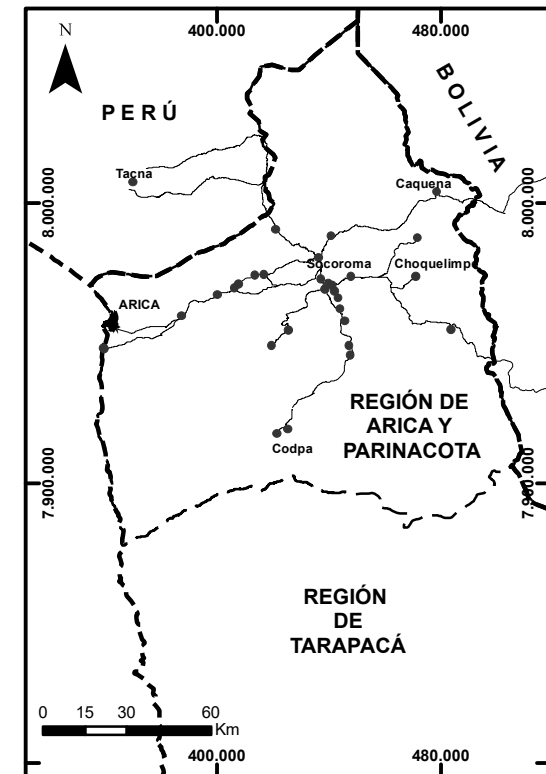 400.000 480.000
N
PERÚ
BOLIVIA
Tacna
Caquena
8.000.000 8.000.000
Socoroma Choquelimp
ARICA
REGIÓN DE
ARICA Y
PARINACOTA
Codpa
7.900.000 7.900.000
REGIÓN
DE
TARAPACÁ
0 15 30 60
Km
400.000 480.000